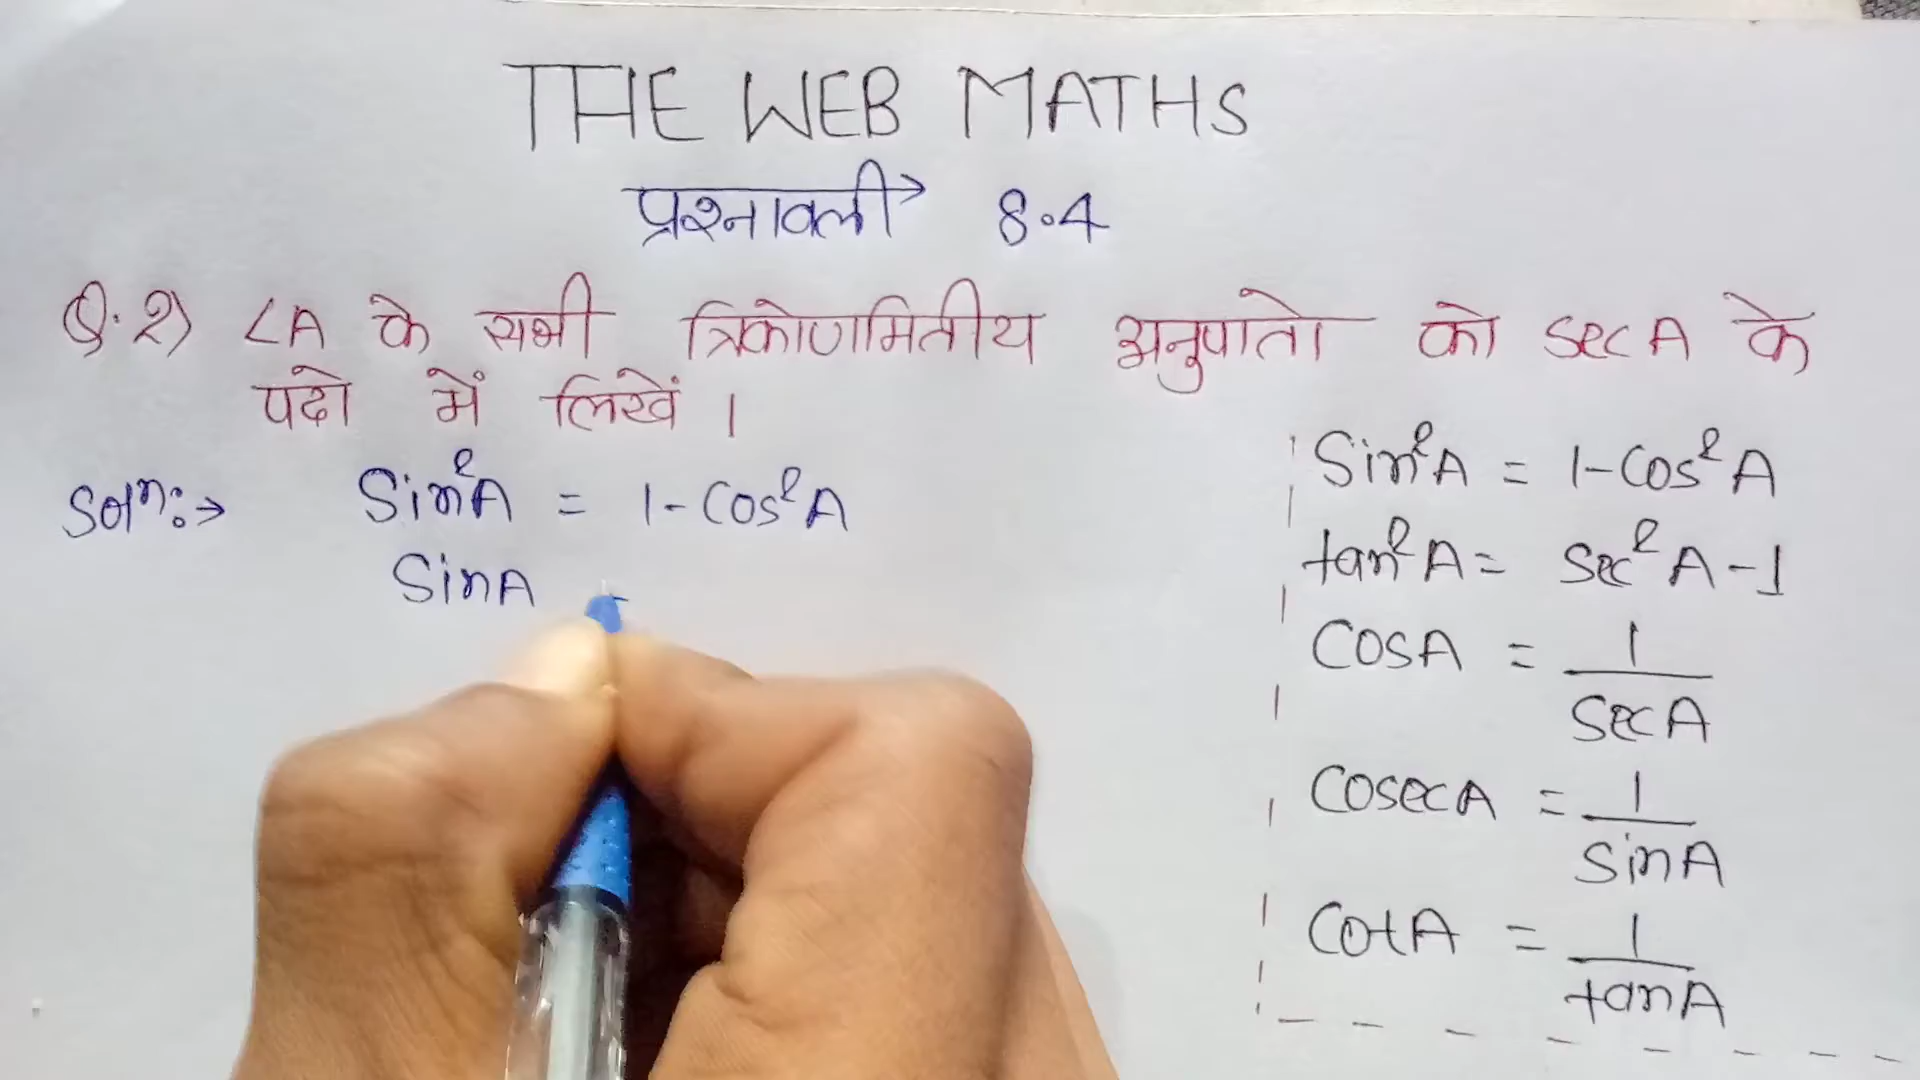 THE WEB MATHS
प्रश्नावली → 8.4
Q.2) ∠A के सभी त्रिकोणमितीय अनुपातो को secA के
पदो में लिखें ।
Solⁿ:→ Sin²A = 1-Cos²A
SinA
Sin²A = 1-Cos²A
tan²A = Sec²A-1
CosA = 1/SecA
CosecA = 1/SinA
CotA = 1/tanA